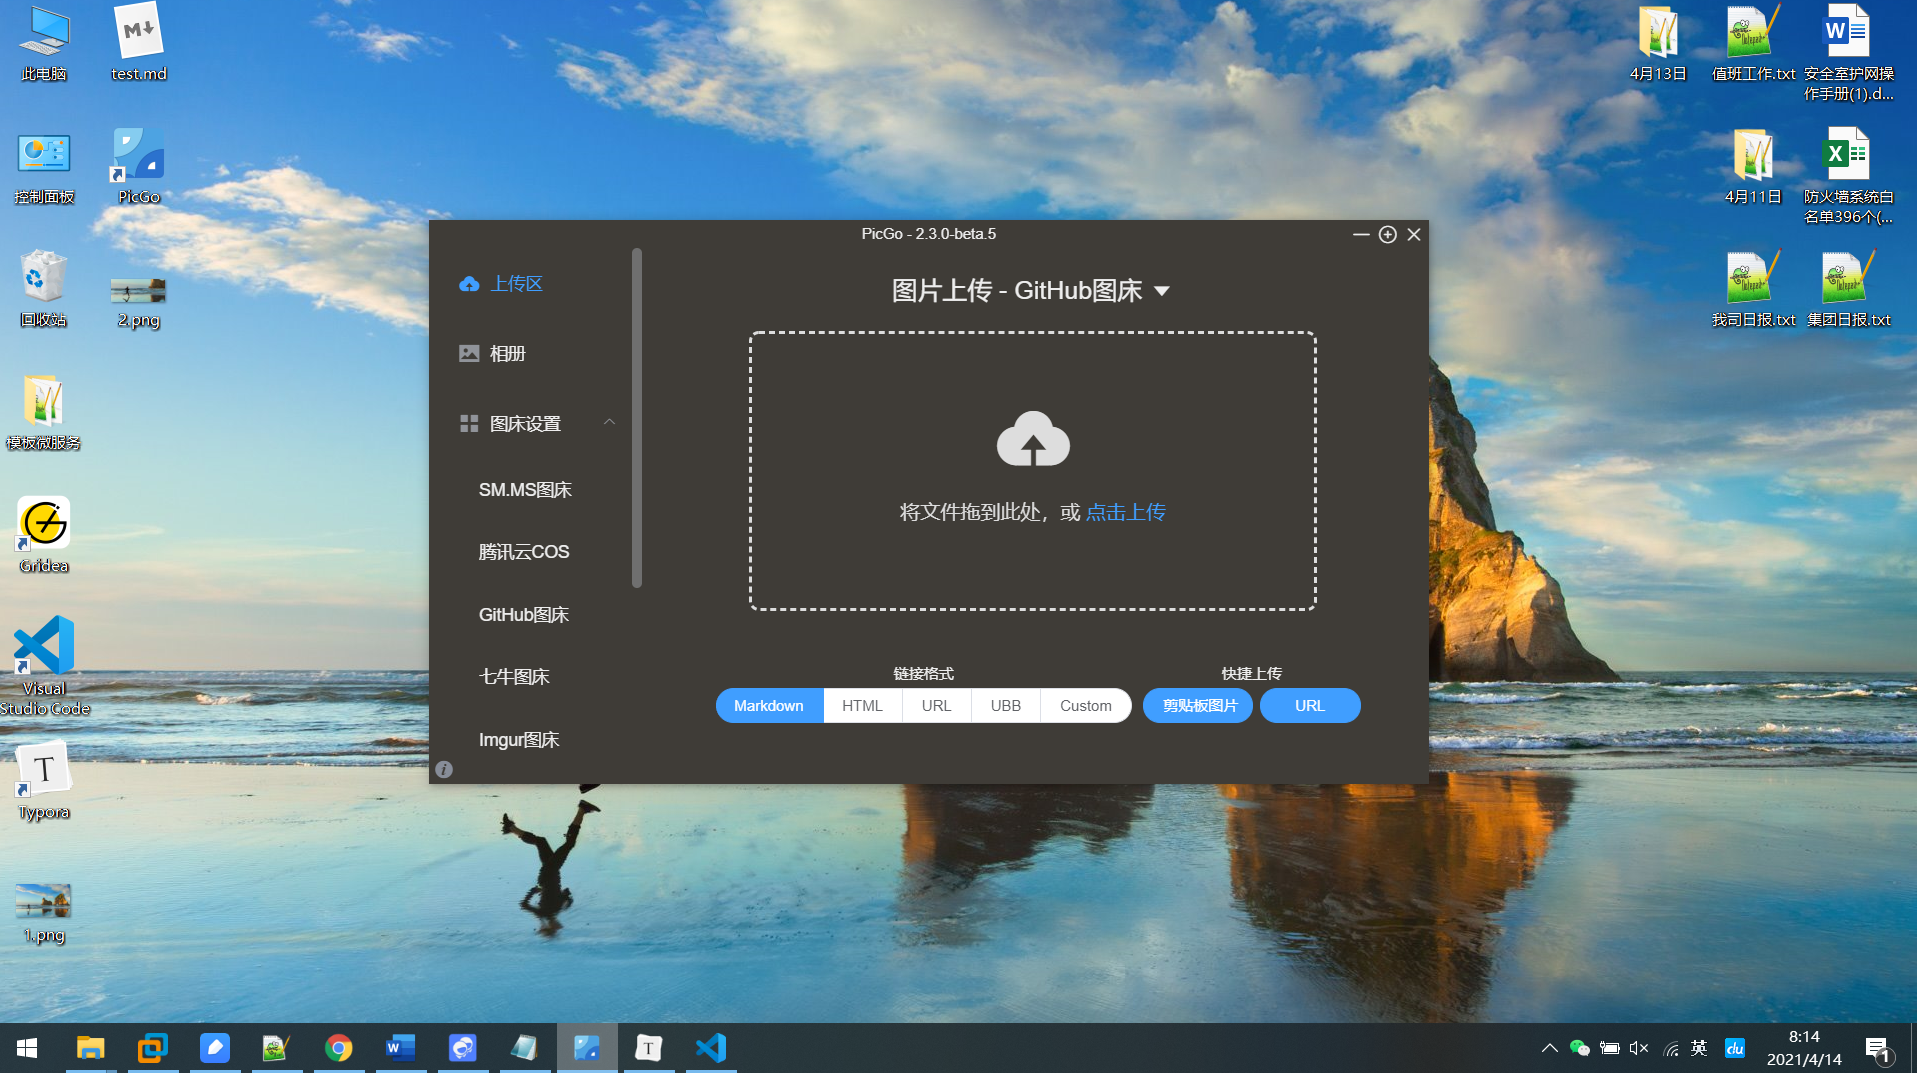 此电脑
test.md
控制面板
PicGo
回收站
2.png
模板微服务
Gridea
Visual
Studio Code
Typora
1.png
4月13日
值班工作.txt
安全室护网操
作手册(1).d...
4月11日
防火墙系统白
名单396个(...
我司日报.txt
集团日报.txt
PicGo - 2.3.0-beta.5
上传区
相册
图床设置
SM.MS图床
腾讯云COS
GitHub图床
七牛图床
Imgur图床
图片上传 - GitHub图床
将文件拖到此处，或 点击上传
链接格式
快捷上传
Markdown HTML URL UBB Custom
剪贴板图片 URL
英
du
8:14
2021/4/14
1